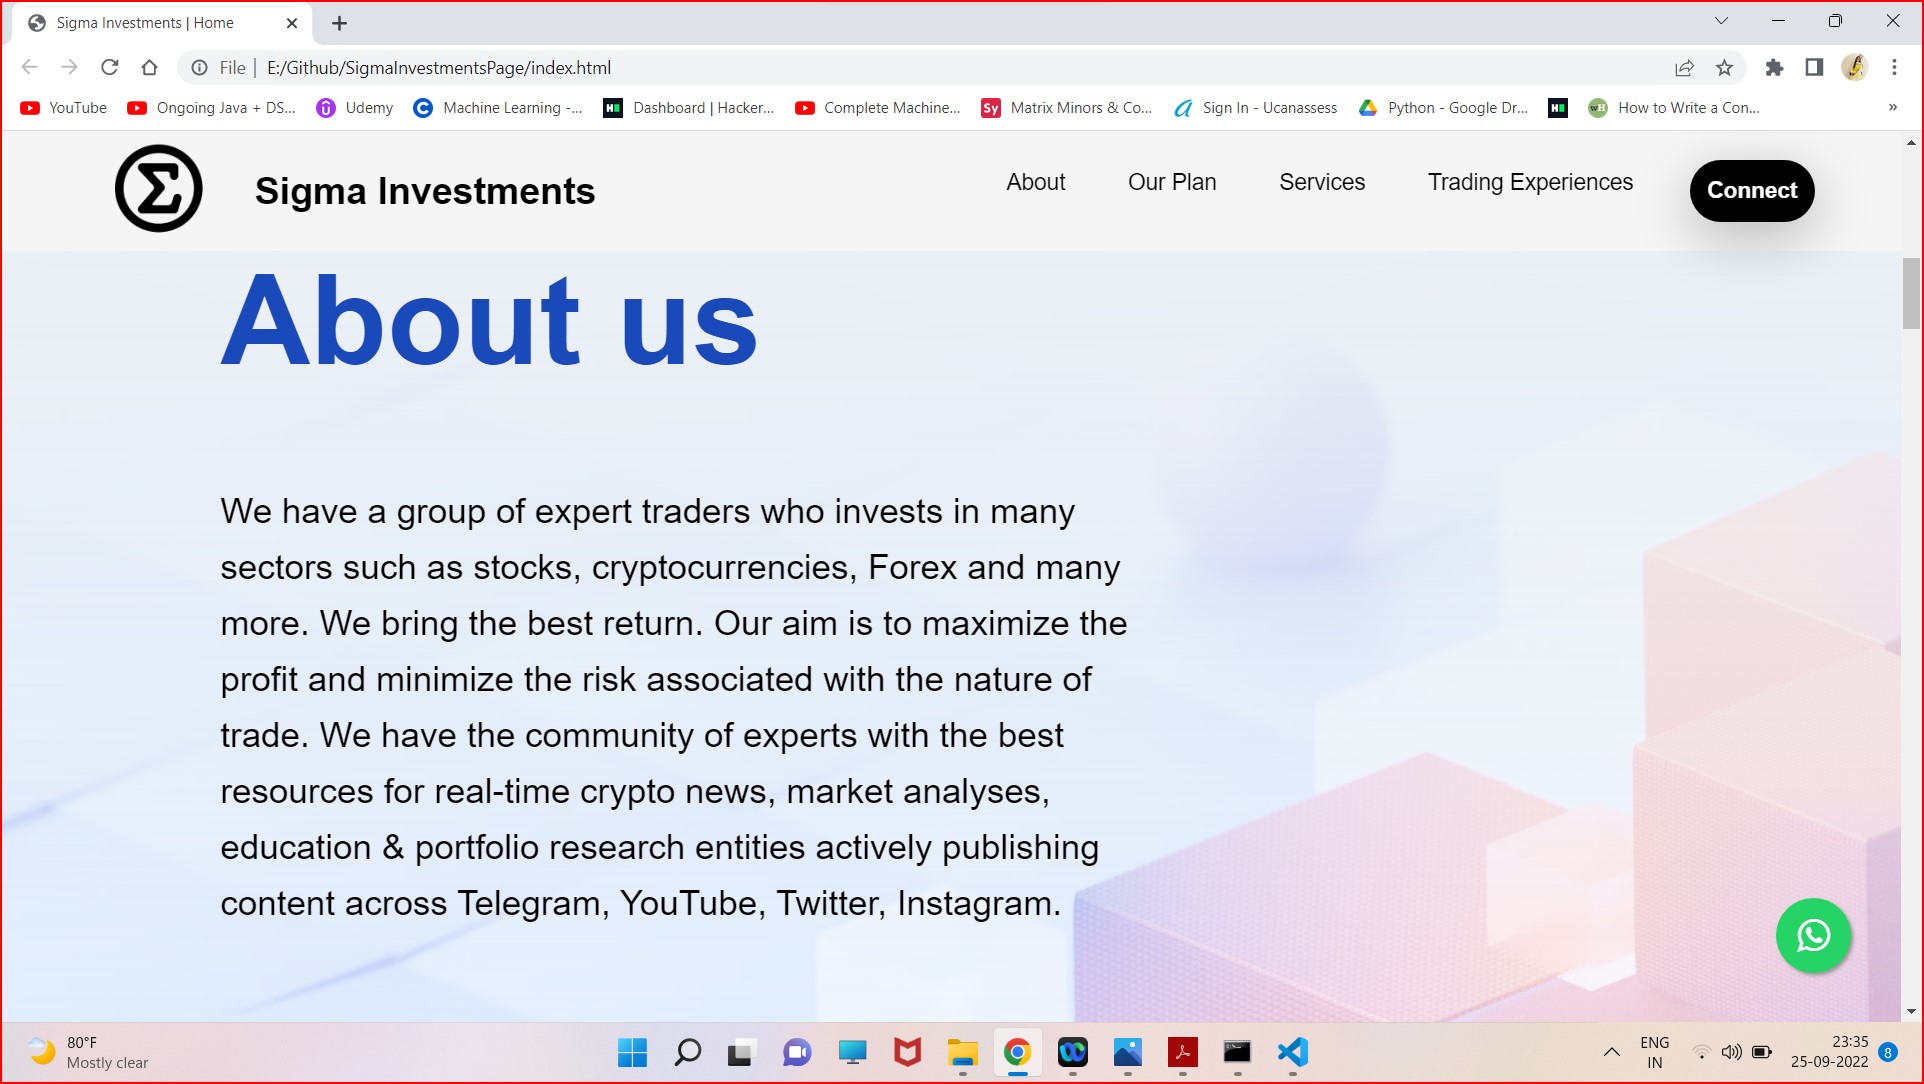 Sigma Investments | Home
File | E:/Github/SigmaInvestmentsPage/index.html
YouTube Ongoing Java + DS... Udemy Machine Learning -... Dashboard | Hacker... Complete Machine... Sy Matrix Minors & Co... Sign In - Ucanassess Python - Google Dr... How to Write a Con... »
Σ Sigma Investments About Our Plan Services Trading Experiences Connect
About us
We have a group of expert traders who invests in many
sectors such as stocks, cryptocurrencies, Forex and many
more. We bring the best return. Our aim is to maximize the
profit and minimize the risk associated with the nature of
trade. We have the community of experts with the best
resources for real-time crypto news, market analyses,
education & portfolio research entities actively publishing
content across Telegram, YouTube, Twitter, Instagram.
80°F
Mostly clear
ENG
IN
23:35
25-09-2022
8